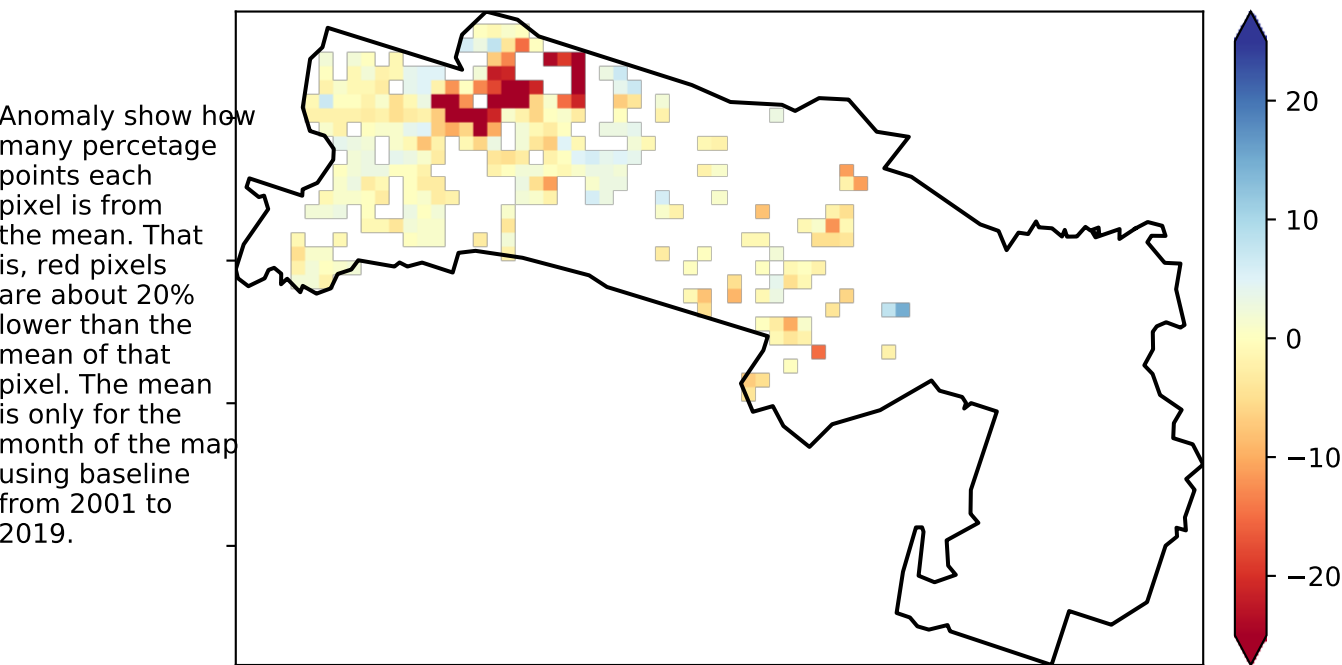 Anomaly show how
many percetage
points each
pixel is from
the mean. That
is, red pixels
are about 20%
lower than the
mean of that
pixel. The mean
is only for the
month of the map
using baseline
from 2001 to
2019.
20
10
0
−10
−20